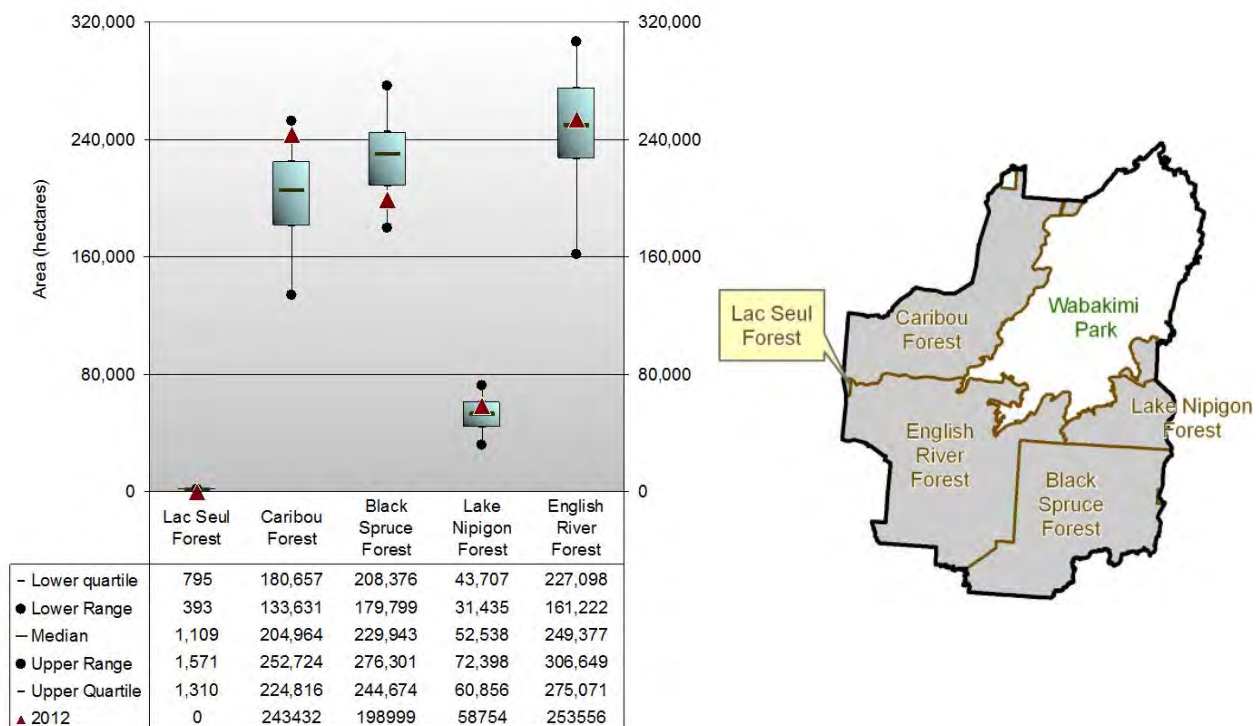 320,000 320,000
240,000 240,000
160,000 160,000
80,000 80,000
0 0
Area (hectares)
Lac Seul
Forest
Caribou
Forest
Black
Spruce
Forest
Lake
Nipigon
Forest
English
River
Forest
– Lower quartile 795 180,657 208,376 43,707 227,098
● Lower Range 393 133,631 179,799 31,435 161,222
– Median 1,109 204,964 229,943 52,538 249,377
● Upper Range 1,571 252,724 276,301 72,398 306,649
– Upper Quartile 1,310 224,816 244,674 60,856 275,071
▲ 2012 0 243432 198999 58754 253556
Lac Seul
Forest
Caribou
Forest
Wabakimi
Park
Lake Nipigon
Forest
English
River
Forest
Black
Spruce
Forest